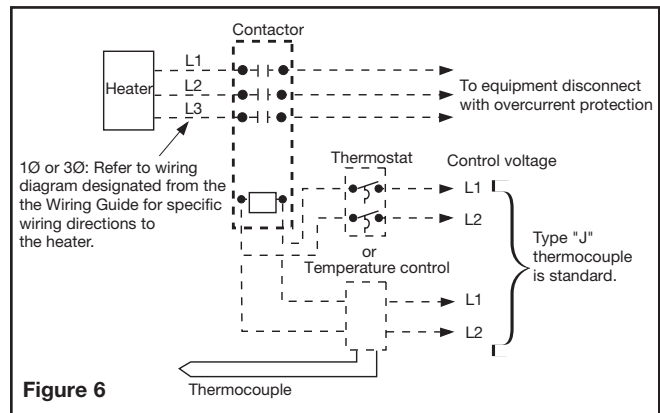 Contactor
Heater
L1
L2
L3
To equipment disconnect
with overcurrent protection
1Ø or 3Ø: Refer to wiring
diagram designated from the
the Wiring Guide for specific
wiring directions to
the heater.
Thermostat
Control voltage
L1
L2
or
Temperature control
Type "J"
thermocouple
is standard.
L1
L2
Figure 6
Thermocouple